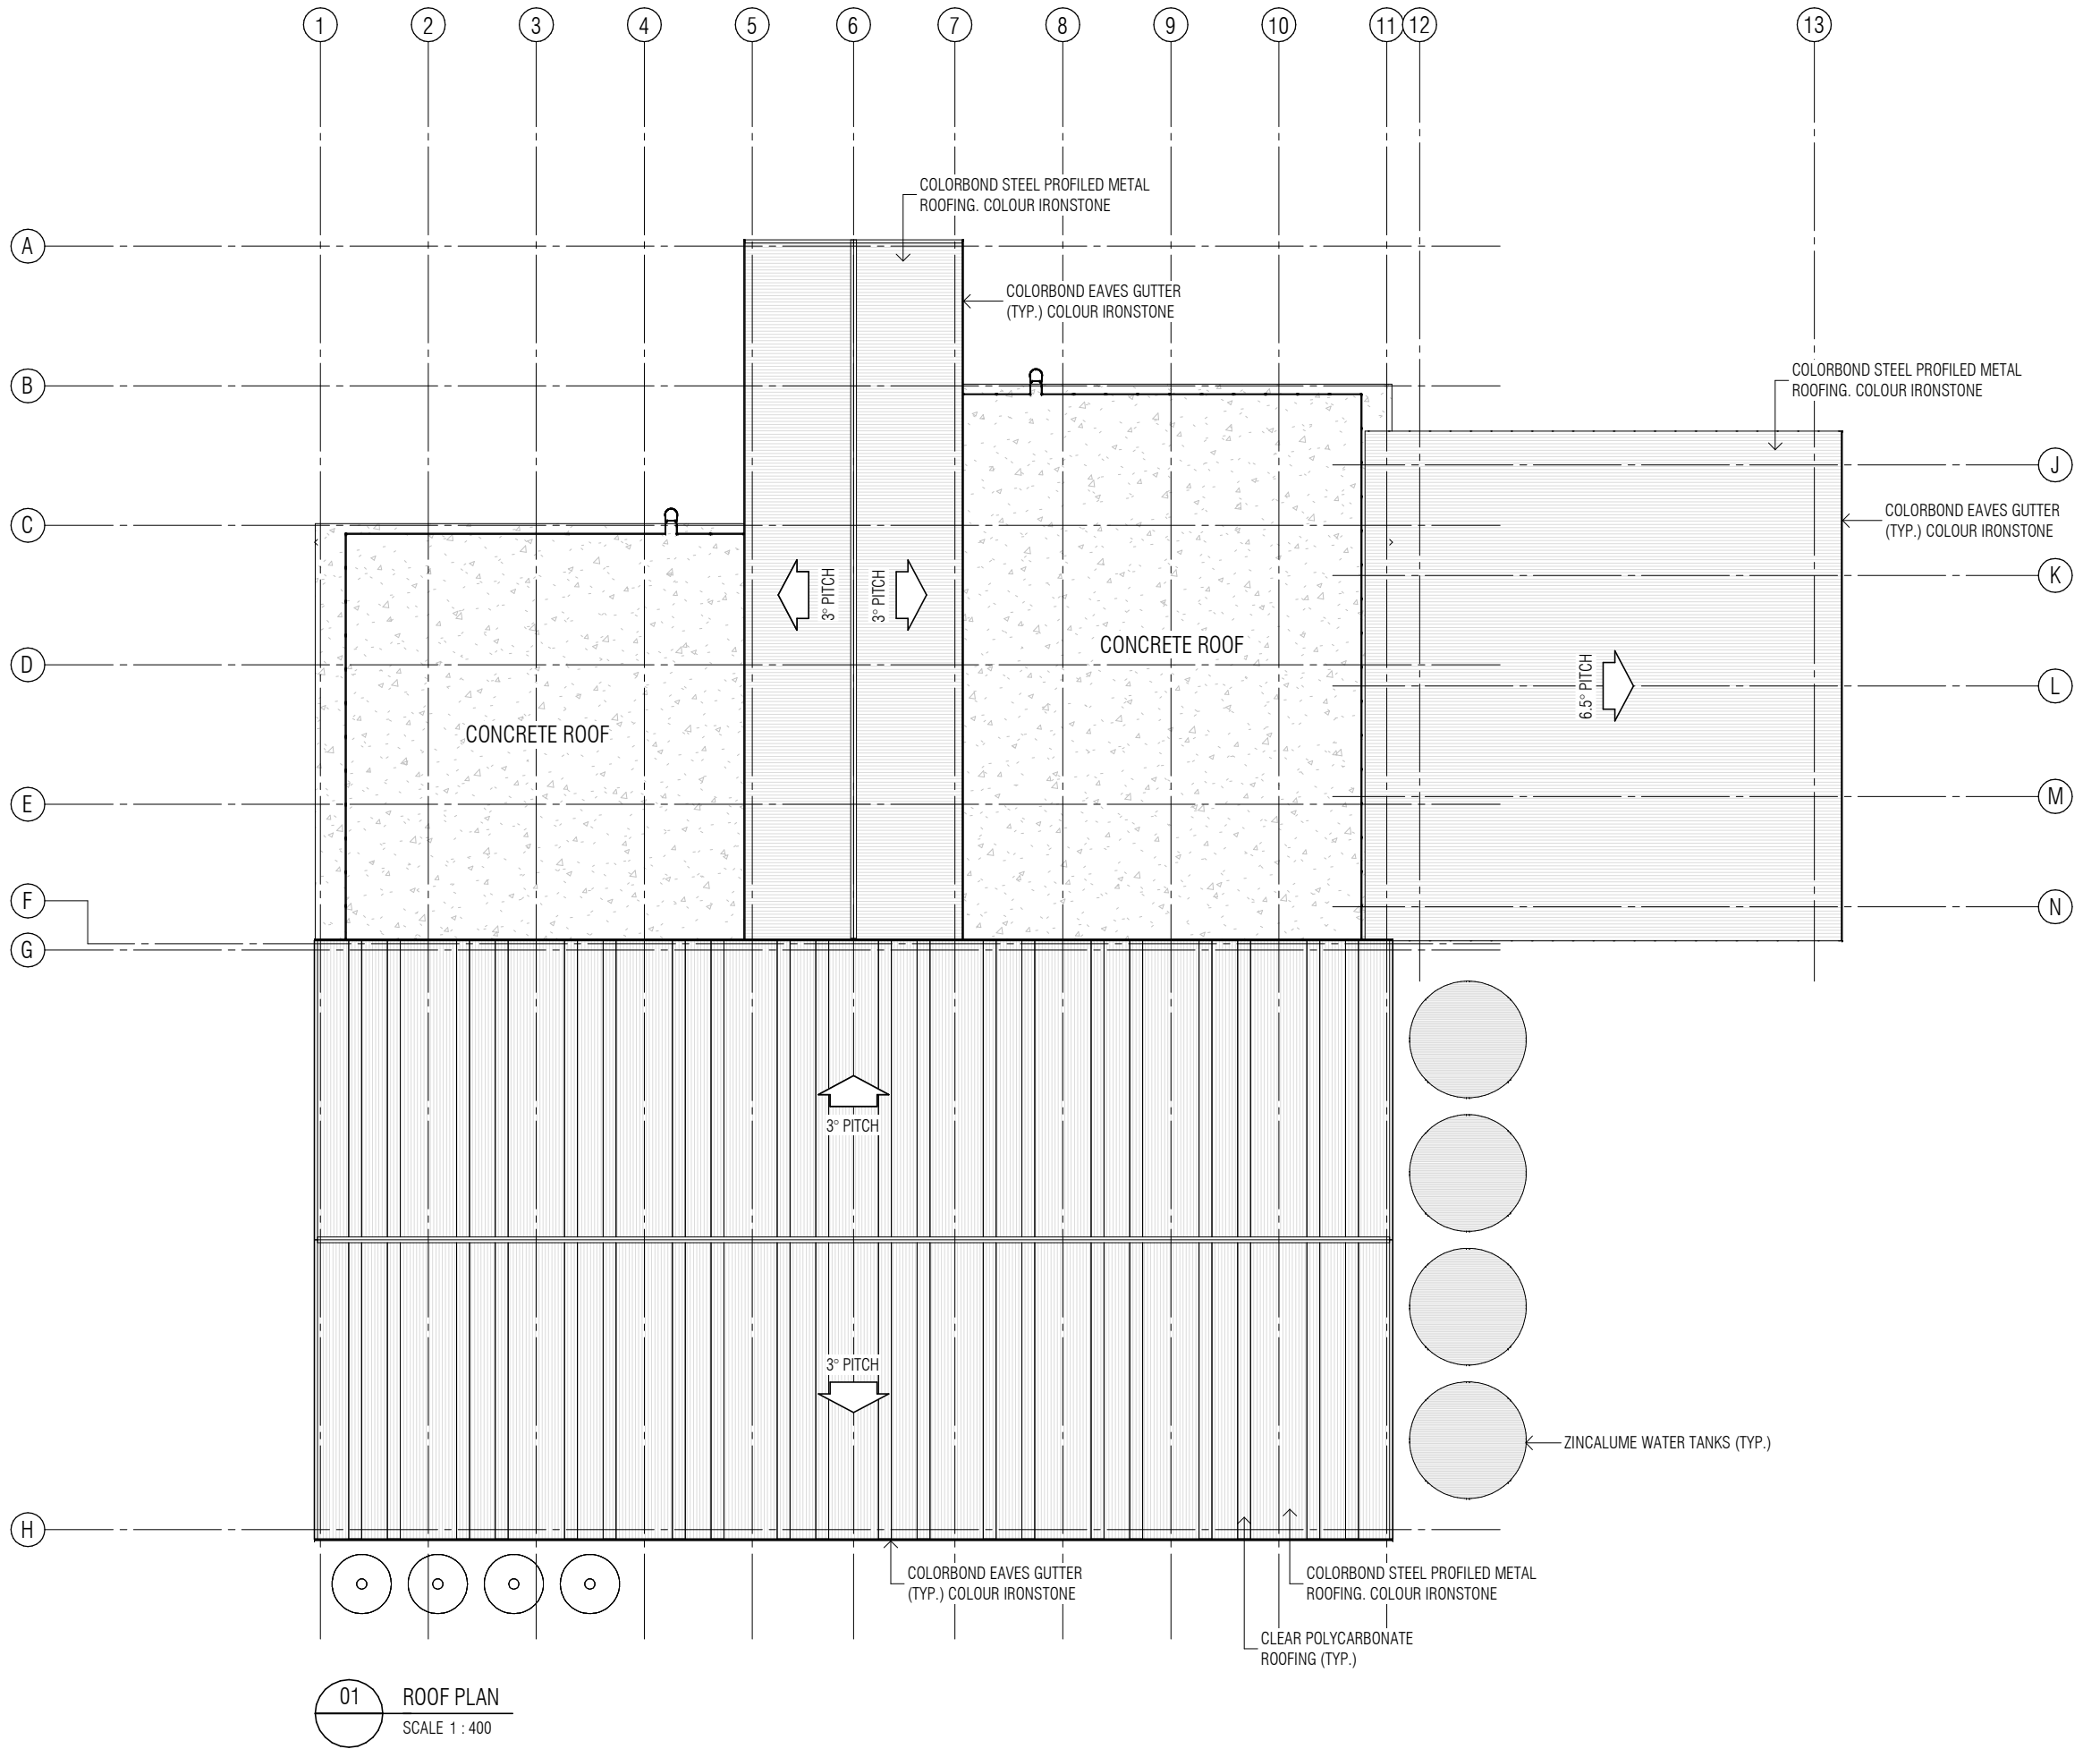 1 2 3 4 5 6 7 8 9 10 11 12 13
COLORBOND STEEL PROFILED METAL
ROOFING. COLOUR IRONSTONE
A
COLORBOND EAVES GUTTER
(TYP.) COLOUR IRONSTONE
B
COLORBOND STEEL PROFILED METAL
ROOFING. COLOUR IRONSTONE
J
C
COLORBOND EAVES GUTTER
(TYP.) COLOUR IRONSTONE
K
3° PITCH
3° PITCH
CONCRETE ROOF
D
6.5° PITCH
L
CONCRETE ROOF
E
M
F
N
G
3° PITCH
3° PITCH
ZINCALUME WATER TANKS (TYP.)
H
COLORBOND EAVES GUTTER
(TYP.) COLOUR IRONSTONE
COLORBOND STEEL PROFILED METAL
ROOFING. COLOUR IRONSTONE
CLEAR POLYCARBONATE
ROOFING (TYP.)
01
ROOF PLAN
SCALE 1 : 400